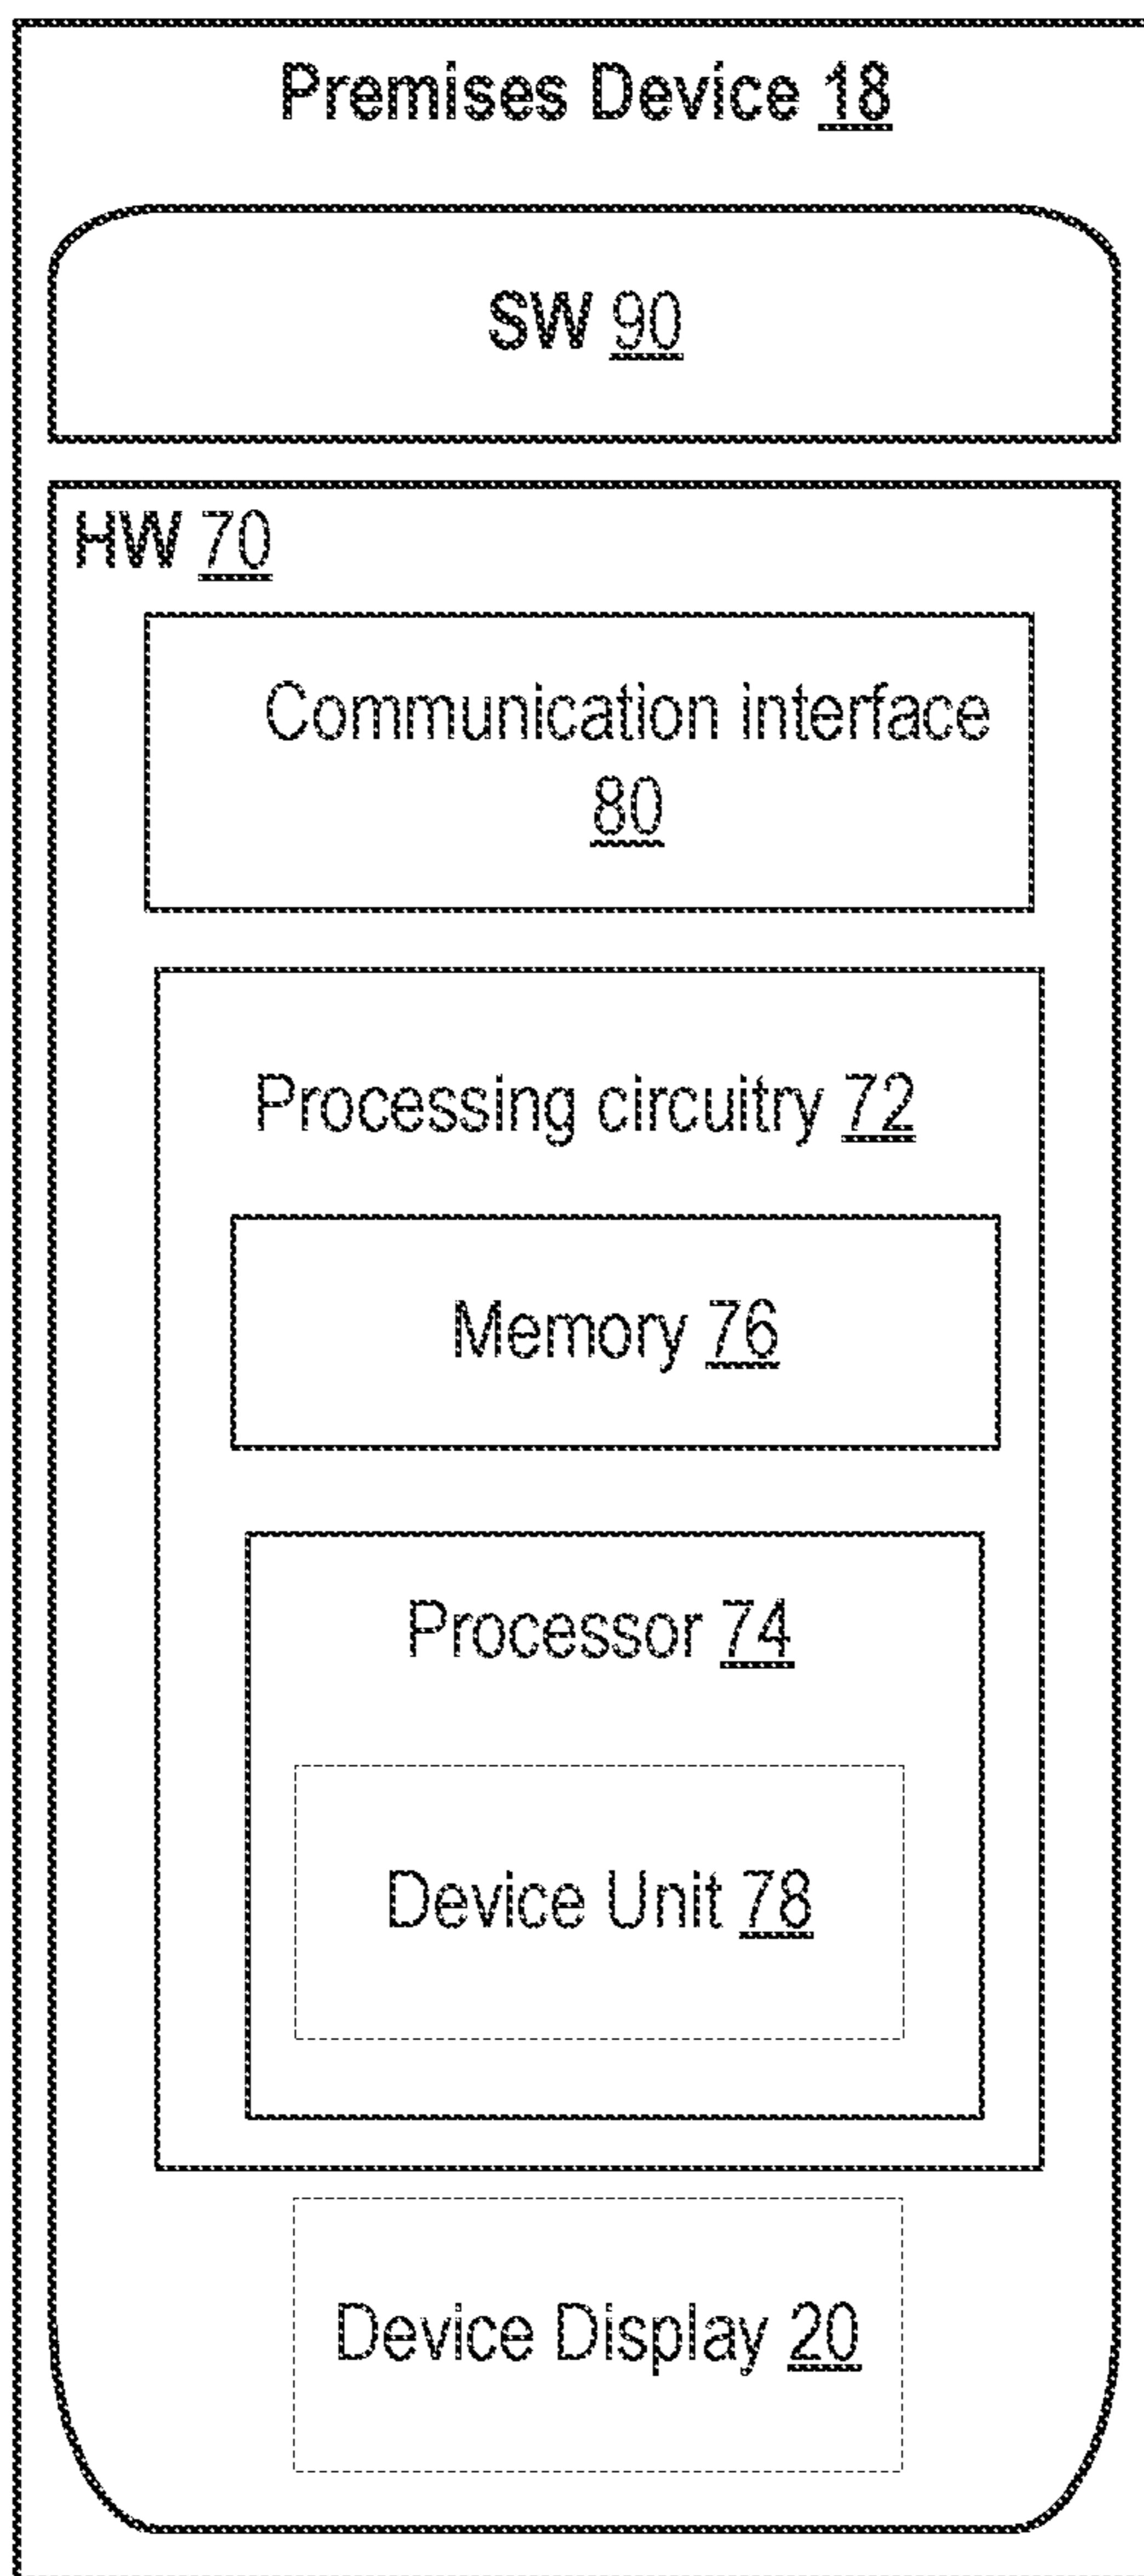 Premises Device 18
SW 90
HW 70
Communication interface
80
Processing circuitry 72
Memory 76
Processor 74
Device Unit 78
Device Display 20